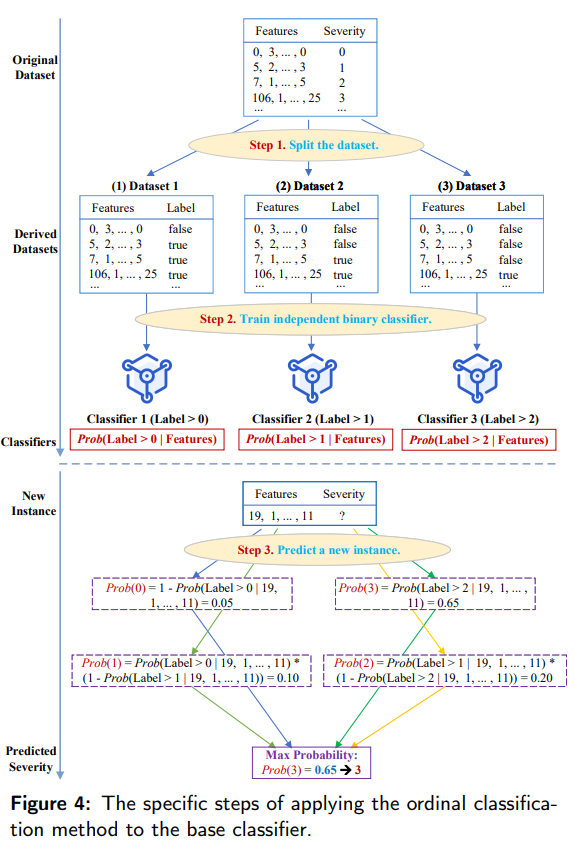 Original
Dataset
Features Severity
0, 3, ... , 0 0
5, 2, ... , 3 1
7, 1, ... , 5 2
106, 1, ... , 25 3
... ...
Step 1. Split the dataset.
(1) Dataset 1
(2) Dataset 2
(3) Dataset 3
Derived
Datasets
Features Label
0, 3, ... , 0 false
5, 2, ... , 3 true
7, 1, ... , 5 true
106, 1, ... , 25 true
... ...
Features Label
0, 3, ... , 0 false
5, 2, ... , 3 false
7, 1, ... , 5 true
106, 1, ... , 25 true
... ...
Features Label
0, 3, ... , 0 false
5, 2, ... , 3 false
7, 1, ... , 5 false
106, 1, ... , 25 true
... ...
Step 2. Train independent binary classifier.
Classifier 1 (Label > 0)
Classifier 2 (Label > 1)
Classifier 3 (Label > 2)
Classifiers
Prob(Label > 0 | Features)
Prob(Label > 1 | Features)
Prob(Label > 2 | Features)
New
Instance
Features Severity
19, 1, ... , 11 ?
Step 3. Predict a new instance.
Prob(0) = 1 - Prob(Label > 0 | 19,
1, ... , 11) = 0.05
Prob(3) = Prob(Label > 2 | 19, 1, ... ,
11) = 0.65
Prob(1) = Prob(Label > 0 | 19, 1, ... , 11) *
(1 - Prob(Label > 1 | 19, 1, ... , 11)) = 0.10
Prob(2) = Prob(Label > 1 | 19, 1, ... , 11) *
(1 - Prob(Label > 2 | 19, 1, ... , 11)) = 0.20
Predicted
Severity
Max Probability:
Prob(3) = 0.65 → 3
Figure 4: The specific steps of applying the ordinal classifica-
tion method to the base classifier.